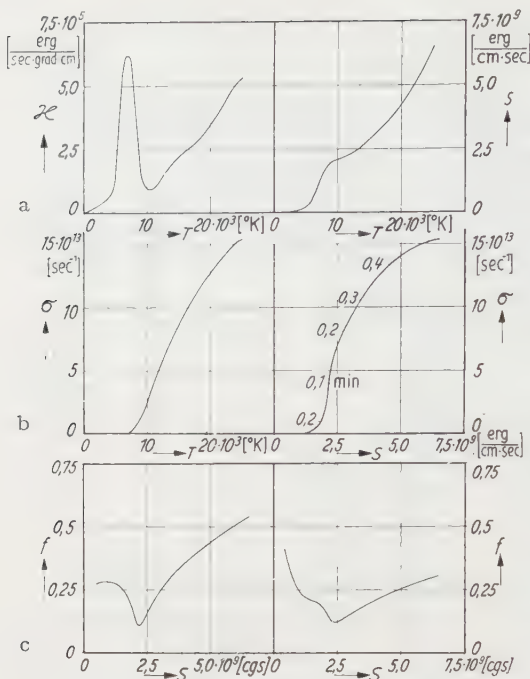 7,5·10⁵
[erg / sec·grad·cm]
5,0
ϰ
2,5
0
a
0
10
20·10³[°K]
→T
7,5·10⁹
[erg / cm·sec]
5,0
S
2,5
0
0
10
20·10³[°K]
→T
15·10¹³
[sec⁻¹]
σ
10
5
0
b
0
10
20·10³[°K]
→T
15·10¹³
[sec⁻¹]
σ
10
5
0
0,4
0,3
0,2
0,1 min
0,2
0
2,5
5,0
7,5·10⁹ [erg / cm·sec]
→S
0,75
0,5
f
0,25
0
c
0
2,5
5,0·10⁹[cgs]
→S
0,75
0,5
f
0,25
0
0
2,5
5,0
7,5·10⁹[cgs]
→S